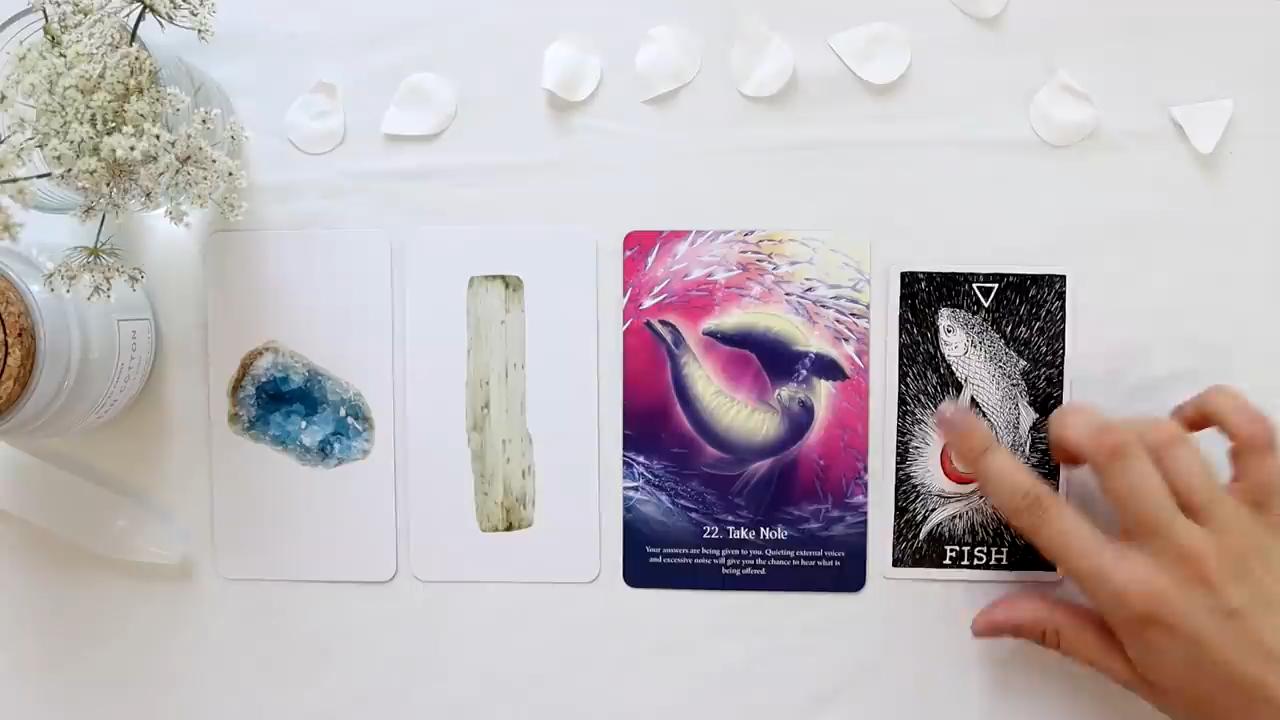 COTTON
22. Take Note
Your answers are being given to you. Quieting external voices
and excessive noise will give you the chance to hear what is
being offered.
FISH